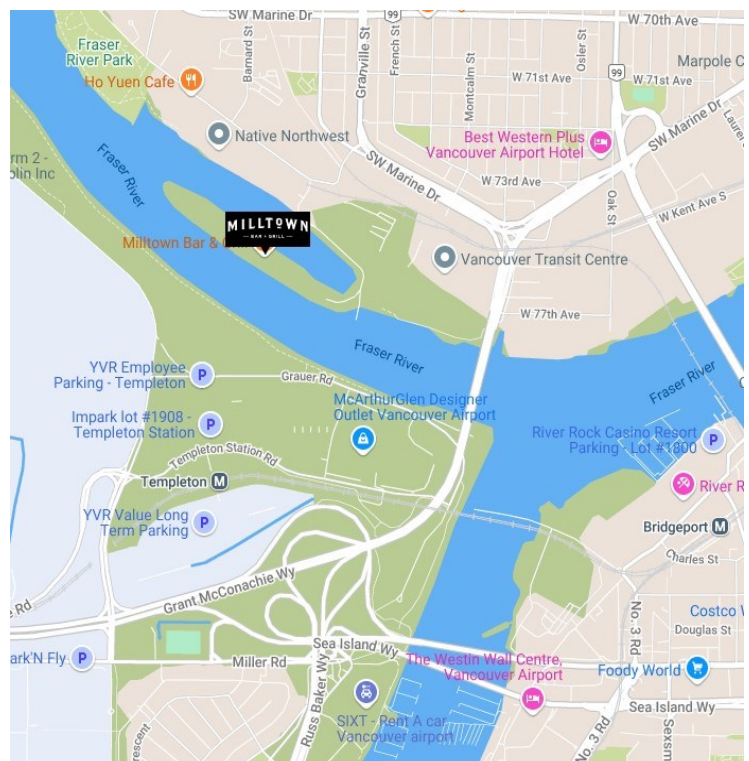 SW Marine Dr
99
W 70th Ave
Fraser
River Park
Barnard St
Granville St
French St
Montcalm St
Osler St
Ho Yuen Cafe
W 71st Ave
99
W 71st Ave
Marpole C
Native Northwest
Best Western Plus
Vancouver Airport Hotel
SW Marine Dr
Fraser River
SW Marine Dr
W 73rd Ave
Oak St
W Kent Ave S
MILLTOWN
BAR + GRILL
Milltown Bar & G
Vancouver Transit Centre
W 77th Ave
Fraser River
Fraser River
YVR Employee
Parking - Templeton
P
Grauer Rd
McArthurGlen Designer
Outlet Vancouver Airport
Impark lot #1908 -
Templeton Station
P
River Rock Casino Resort
Parking - Lot #1800
P
Templeton Station Rd
Templeton M
River R
YVR Value Long
Term Parking
P
Bridgeport M
Charles St
Grant McConachie Wy
e Rd
No. 3 Rd
Costco W
Douglas St
Sea Island Wy
ark'N Fly P
Miller Rd
The Westin Wall Centre,
Vancouver Airport
Foody World
Russ Baker Wy
SIXT - Rent A car
Vancouver airport
Sea Island Wy
No. 3 Rd
Sexsm
rescent